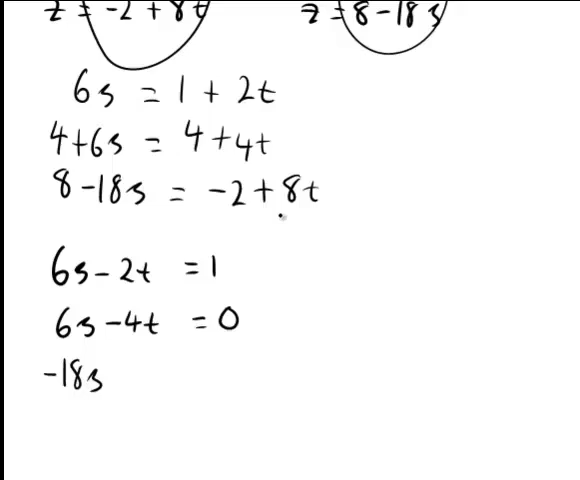 z = -2 + 8t z = 8 - 18s
6s = 1 + 2t
4+6s = 4+4t
8-18s = -2+8t
6s-2t = 1
6s-4t = 0
-18s